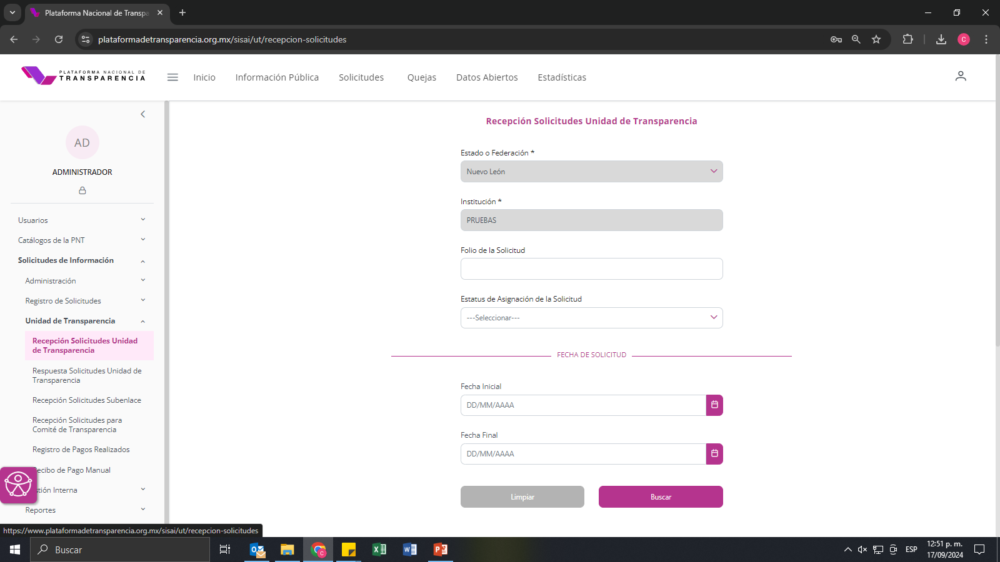 Plataforma Nacional de Transpa
plataformadetransparencia.org.mx/sisai/ut/recepcion-solicitudes
C
PLATAFORMA NACIONAL DE
TRANSPARENCIA
Inicio
Información Pública
Solicitudes
Quejas
Datos Abiertos
Estadísticas
AD
ADMINISTRADOR
Usuarios
Catálogos de la PNT
Solicitudes de Información
Administración
Registro de Solicitudes
Unidad de Transparencia
Recepción Solicitudes Unidad
de Transparencia
Respuesta Solicitudes Unidad de
Transparencia
Recepción Solicitudes Subenlace
Recepción Solicitudes para
Comité de Transparencia
Registro de Pagos Realizados
ecibo de Pago Manual
stión Interna
Reportes
Recepción Solicitudes Unidad de Transparencia
Estado o Federación *
Nuevo León
Institución *
PRUEBAS
Folio de la Solicitud
Estatus de Asignación de la Solicitud
---Seleccionar---
FECHA DE SOLICITUD
Fecha Inicial
DD/MM/AAAA
Fecha Final
DD/MM/AAAA
Limpiar
Buscar
https://www.plataformadetransparencia.org.mx/sisai/ut/recepcion-solicitudes
Buscar
ESP
12:51 p. m.
17/09/2024